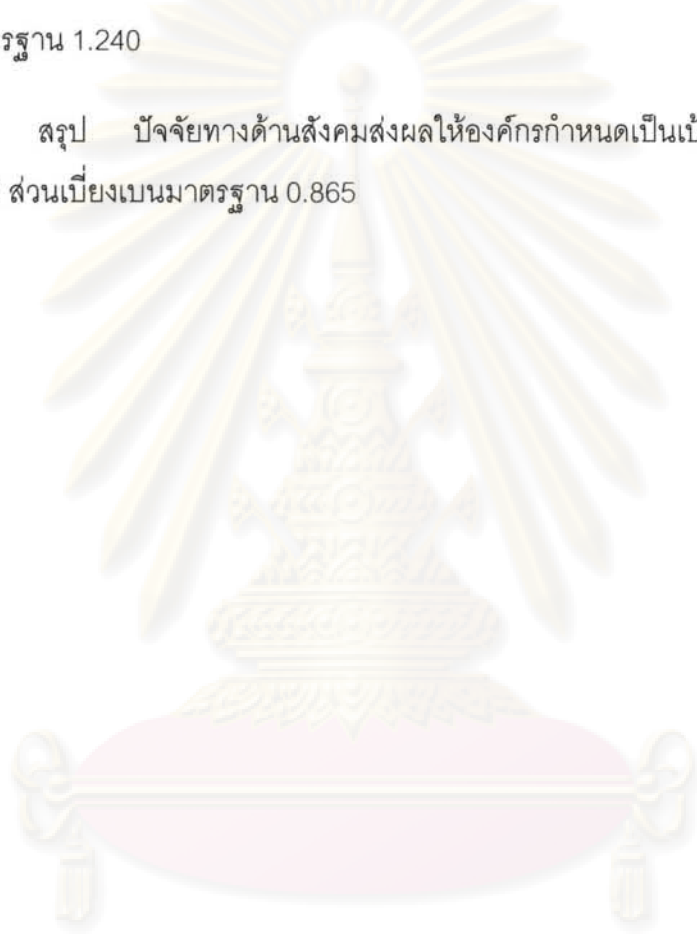 รฐาน 1.240
สรุป ปัจจัยทางด้านสังคมส่งผลให้องค์กรกำหนดเป็นเป้
ส่วนเบี่ยงเบนมาตรฐาน 0.865